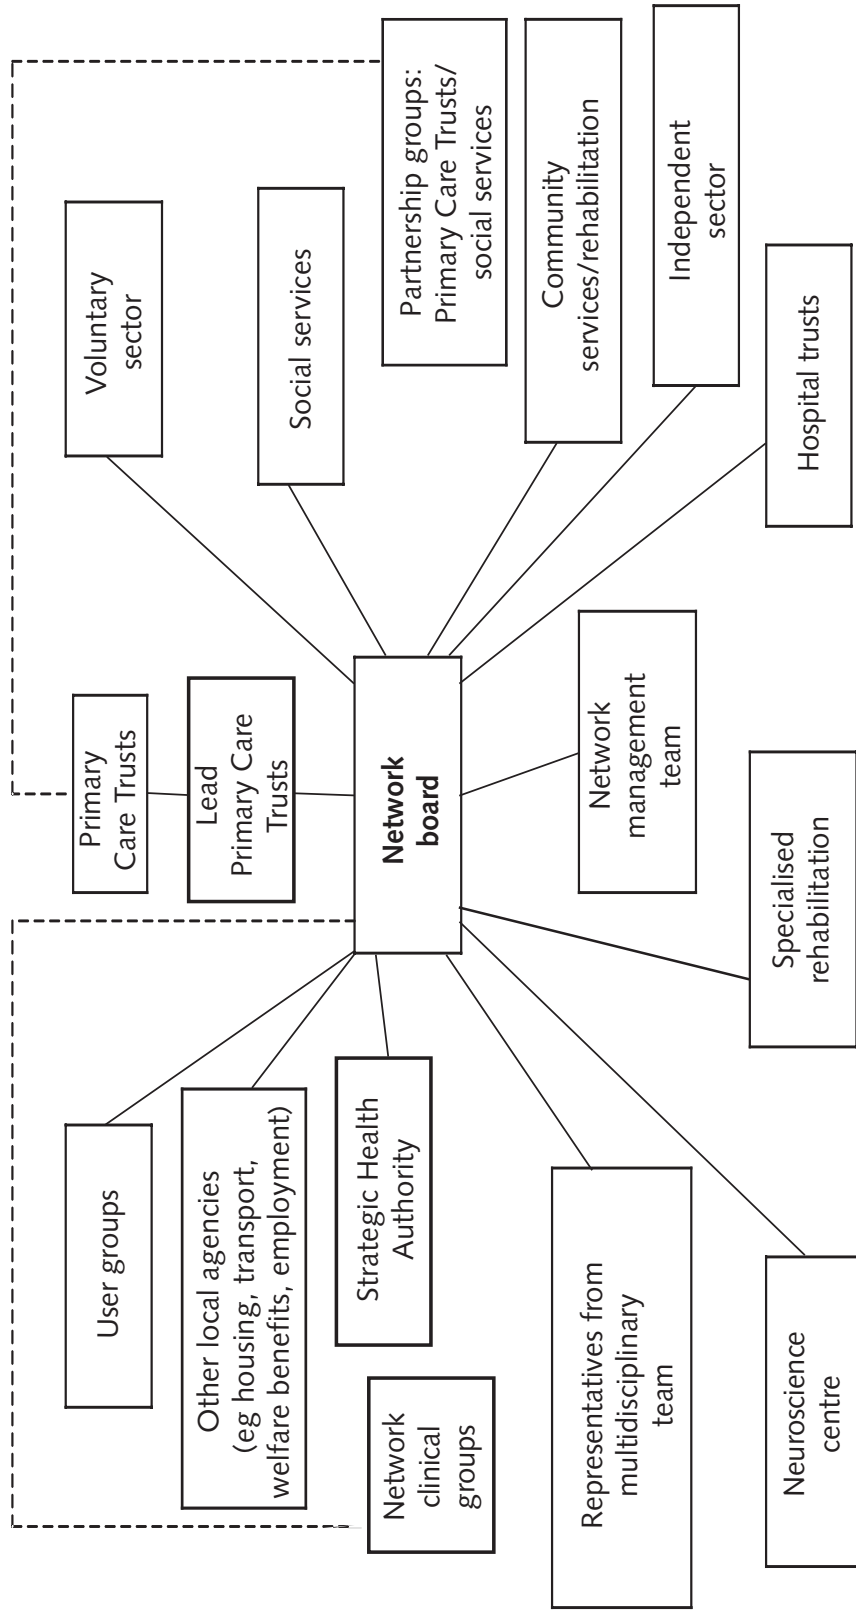 User groups
Other local agencies
(eg housing, transport,
welfare benefits, employment)
Strategic Health
Authority
Network
clinical
groups
Representatives from
multidisciplinary
team
Neuroscience
centre
Primary
Care Trusts
Lead
Primary Care
Trusts
Network
board
Network
management
team
Specialised
rehabilitation
Voluntary
sector
Social services
Partnership groups:
Primary Care Trusts/
social services
Community
services/rehabilitation
Independent
sector
Hospital trusts